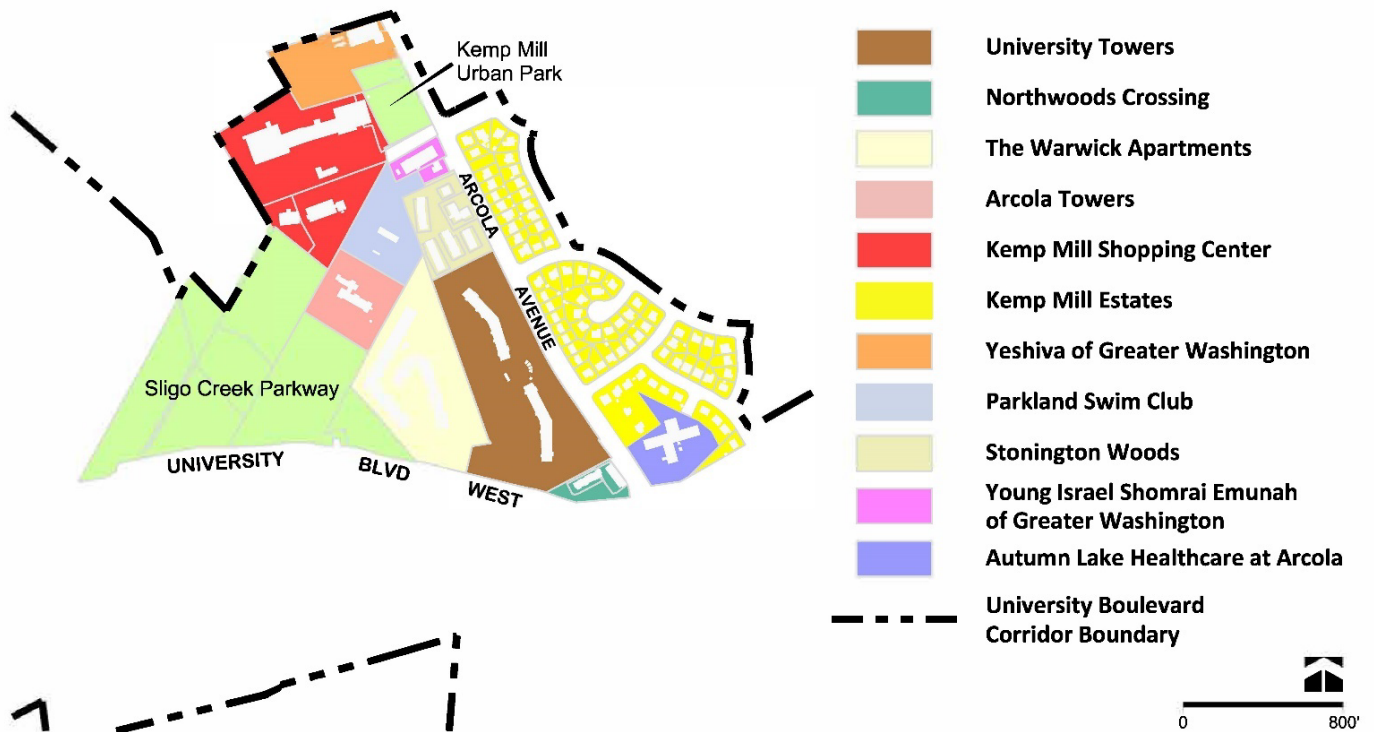 Kemp Mill
Urban Park
ARCOLA
AVENUE
Sligo Creek Parkway
UNIVERSITY
BLVD
WEST
University Towers
Northwoods Crossing
The Warwick Apartments
Arcola Towers
Kemp Mill Shopping Center
Kemp Mill Estates
Yeshiva of Greater Washington
Parkland Swim Club
Stonington Woods
Young Israel Shomrai Emunah
of Greater Washington
Autumn Lake Healthcare at Arcola
University Boulevard
Corridor Boundary
0 800'